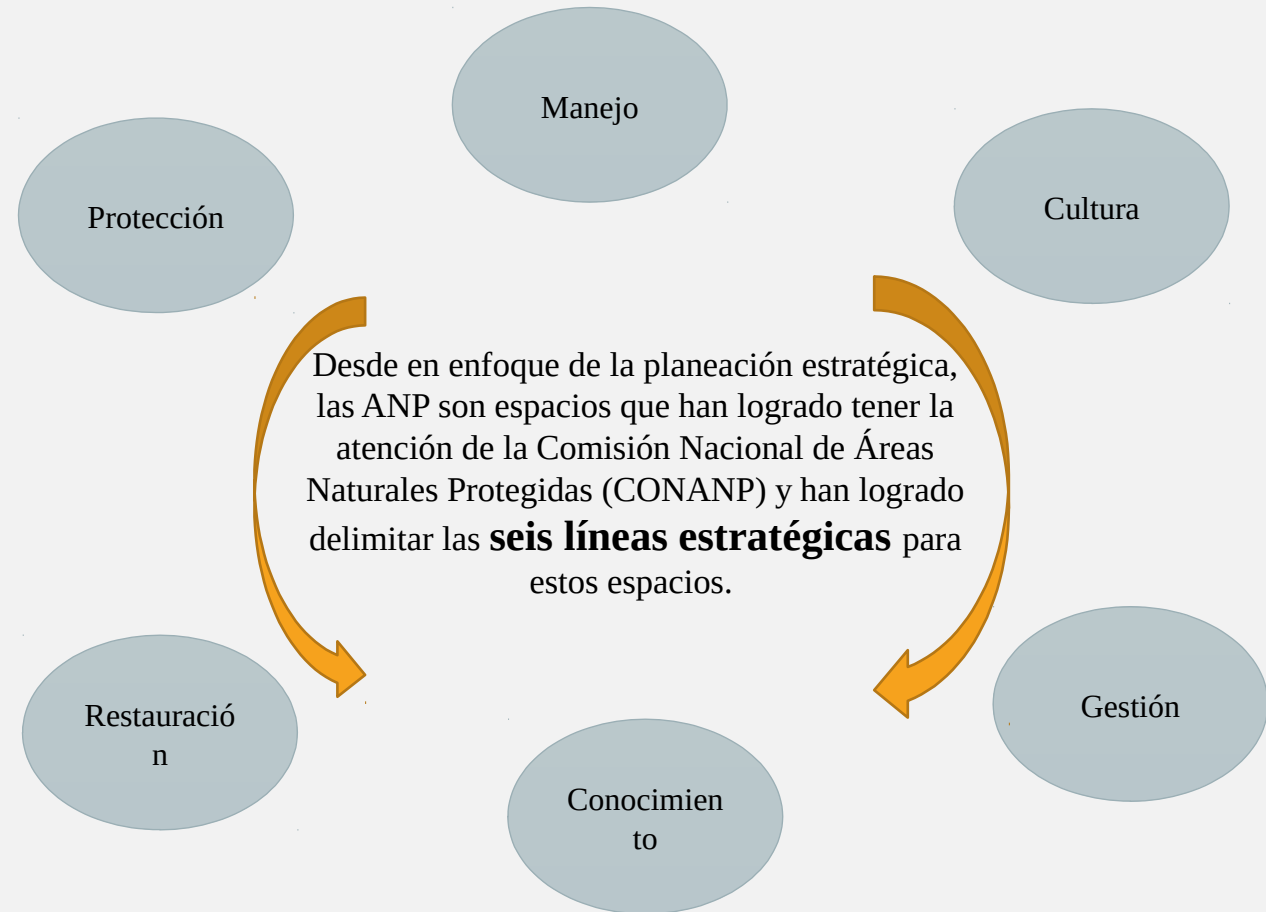 Manejo
Protección
Cultura
Desde en enfoque de la planeación estratégica,
las ANP son espacios que han logrado tener la
atención de la Comisión Nacional de Áreas
Naturales Protegidas (CONANP) y han logrado
delimitar las seis líneas estratégicas para
estos espacios.
Restauració
n
Gestión
Conocimien
to